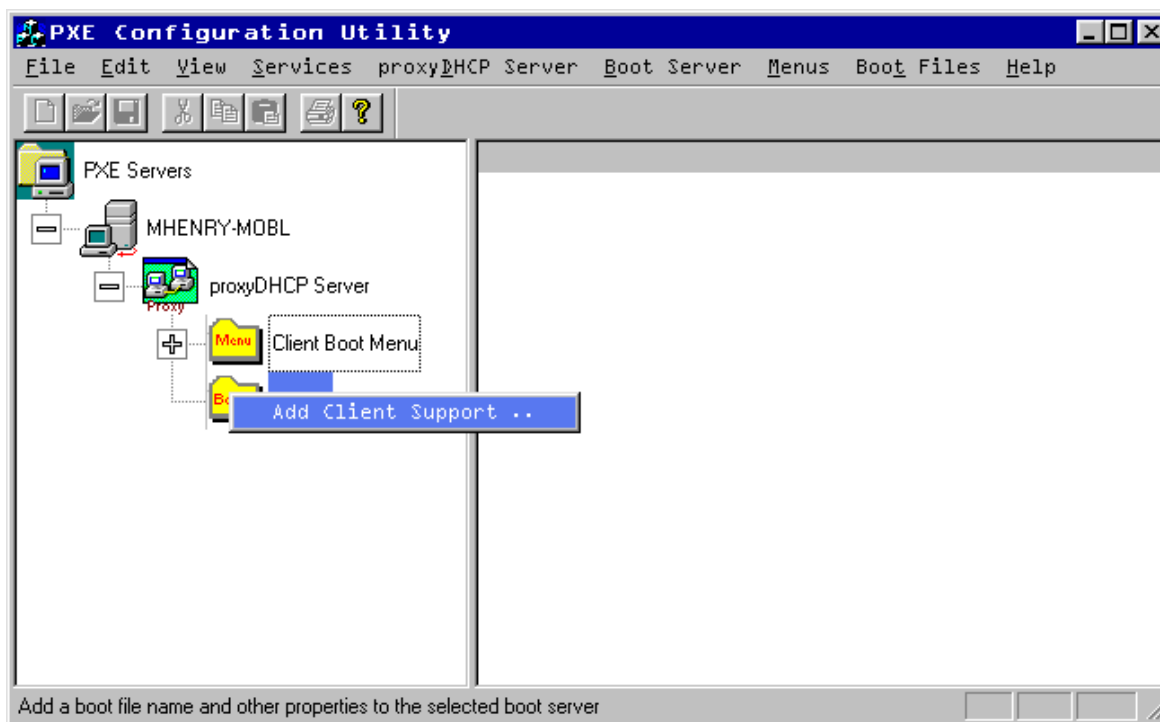 PXE Configuration Utility
File Edit View Services proxyDHCP Server Boot Server Menus Boot Files Help
PXE Servers
MHENRY-MOBL
proxyDHCP Server
Proxy
Menu
Client Boot Menu
Add Client Support ..
Add a boot file name and other properties to the selected boot server